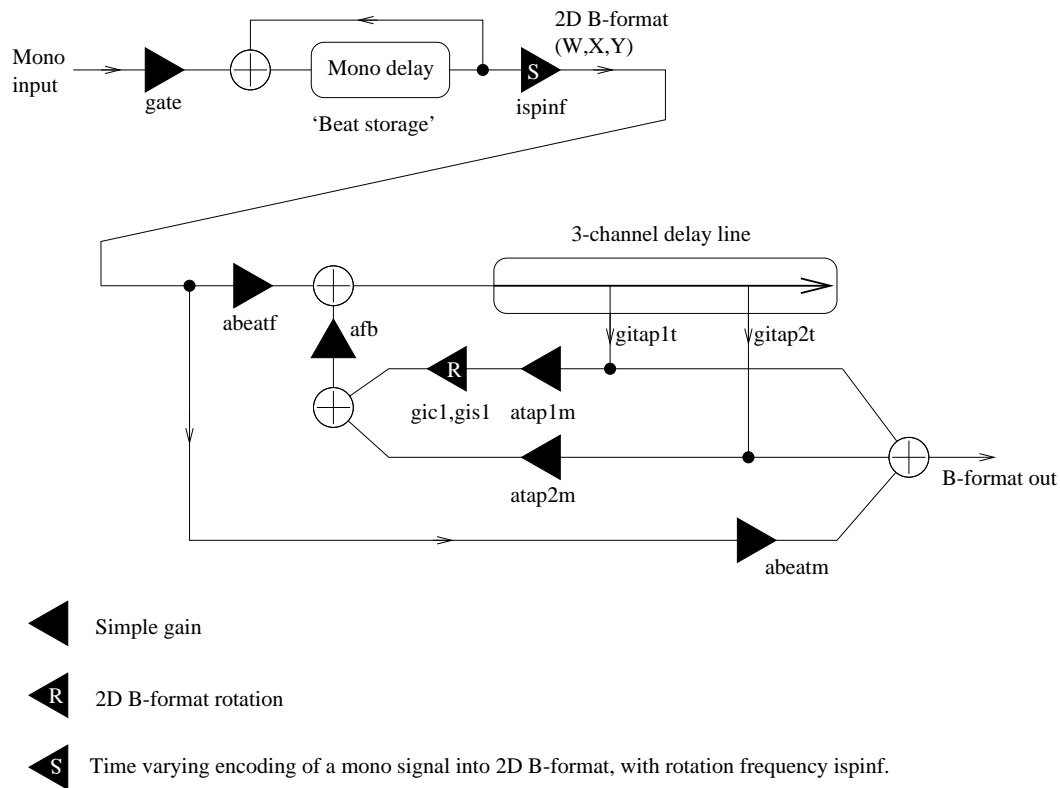 2D B-format
(W,X,Y)
Mono
input
gate
Mono delay
‘Beat storage’
S
ispinf
3-channel delay line
abeatf
afb
gitap1t
gitap2t
R
gic1,gis1
atap1m
atap2m
B-format out
abeatm
Simple gain
R
2D B-format rotation
S
Time varying encoding of a mono signal into 2D B-format, with rotation frequency ispinf.